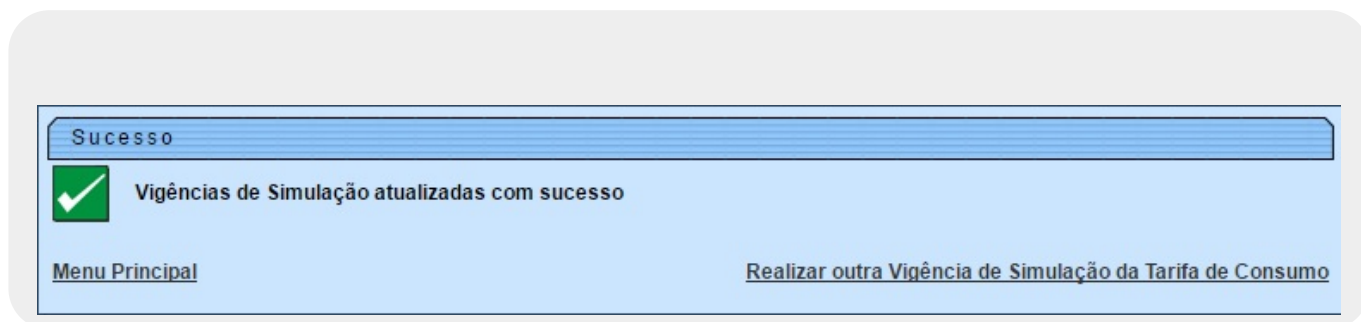 Sucesso
Vigências de Simulação atualizadas com sucesso
Menu Principal
Realizar outra Vigência de Simulação da Tarifa de Consumo